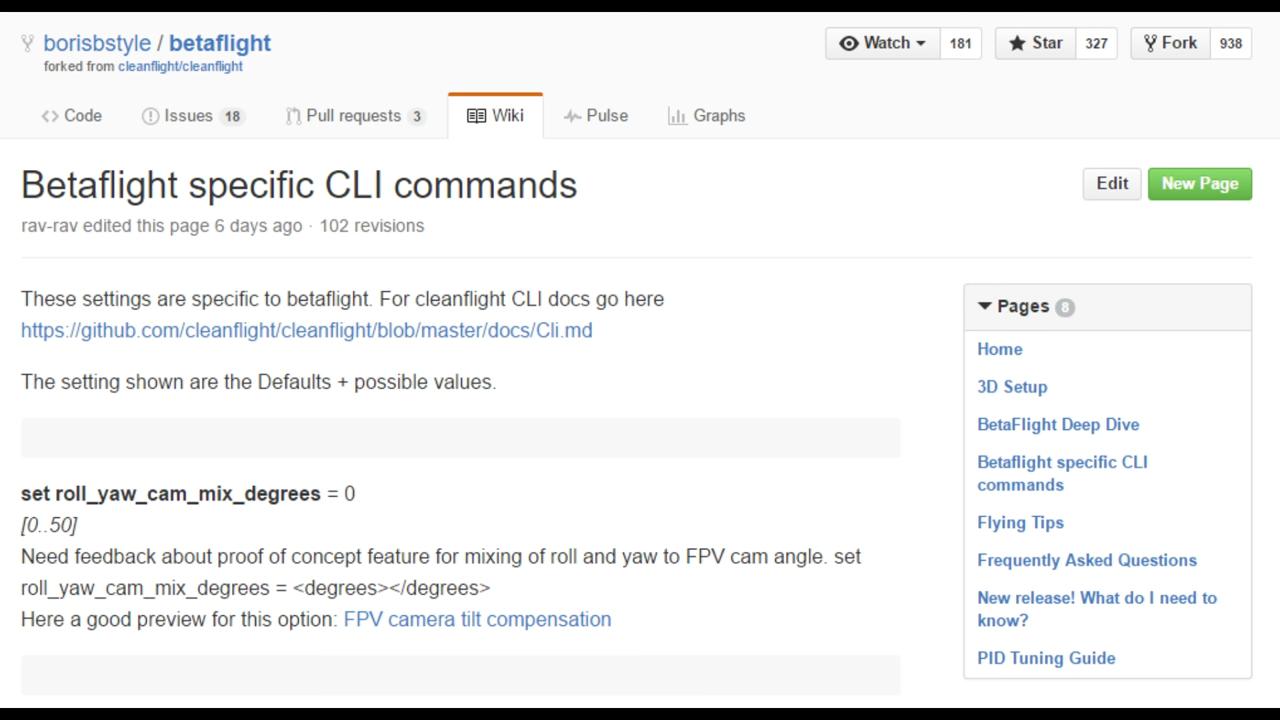 borisbstyle / betaflight
forked from cleanflight/cleanflight
Watch 181 Star 327 Fork 938
Code Issues 18 Pull requests 3 Wiki Pulse Graphs
Betaflight specific CLI commands
Edit New Page
rav-rav edited this page 6 days ago · 102 revisions
These settings are specific to betaflight. For cleanflight CLI docs go here
https://github.com/cleanflight/cleanflight/blob/master/docs/Cli.md
The setting shown are the Defaults + possible values.
set roll_yaw_cam_mix_degrees = 0
[0..50]
Need feedback about proof of concept feature for mixing of roll and yaw to FPV cam angle. set
roll_yaw_cam_mix_degrees = <degrees></degrees>
Here a good preview for this option: FPV camera tilt compensation
Pages 8
Home
3D Setup
BetaFlight Deep Dive
Betaflight specific CLI
commands
Flying Tips
Frequently Asked Questions
New release! What do I need to
know?
PID Tuning Guide